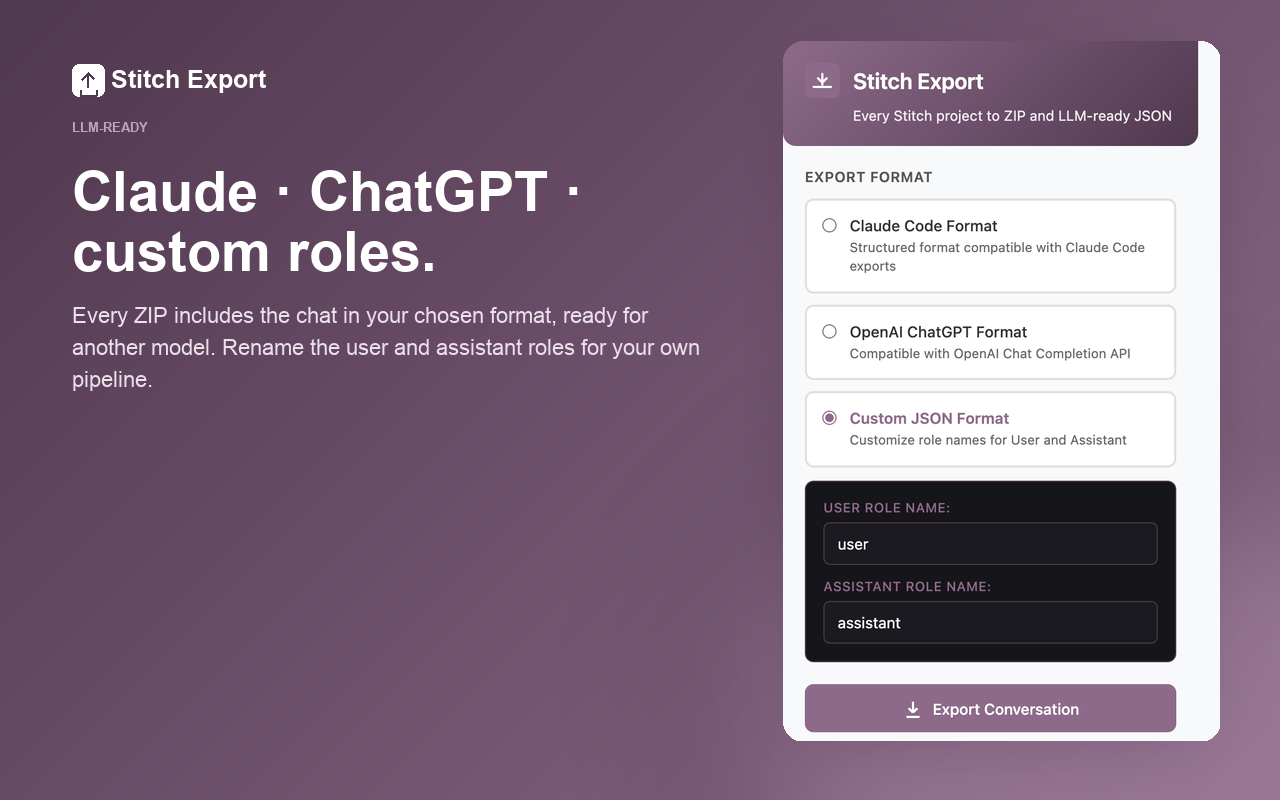 Stitch Export
LLM-READY
Claude · ChatGPT ·
custom roles.
Every ZIP includes the chat in your chosen format, ready for
another model. Rename the user and assistant roles for your own
pipeline.
Stitch Export
Every Stitch project to ZIP and LLM-ready JSON
EXPORT FORMAT
Claude Code Format
Structured format compatible with Claude Code
exports
OpenAI ChatGPT Format
Compatible with OpenAI Chat Completion API
Custom JSON Format
Customize role names for User and Assistant
USER ROLE NAME:
user
ASSISTANT ROLE NAME:
assistant
Export Conversation